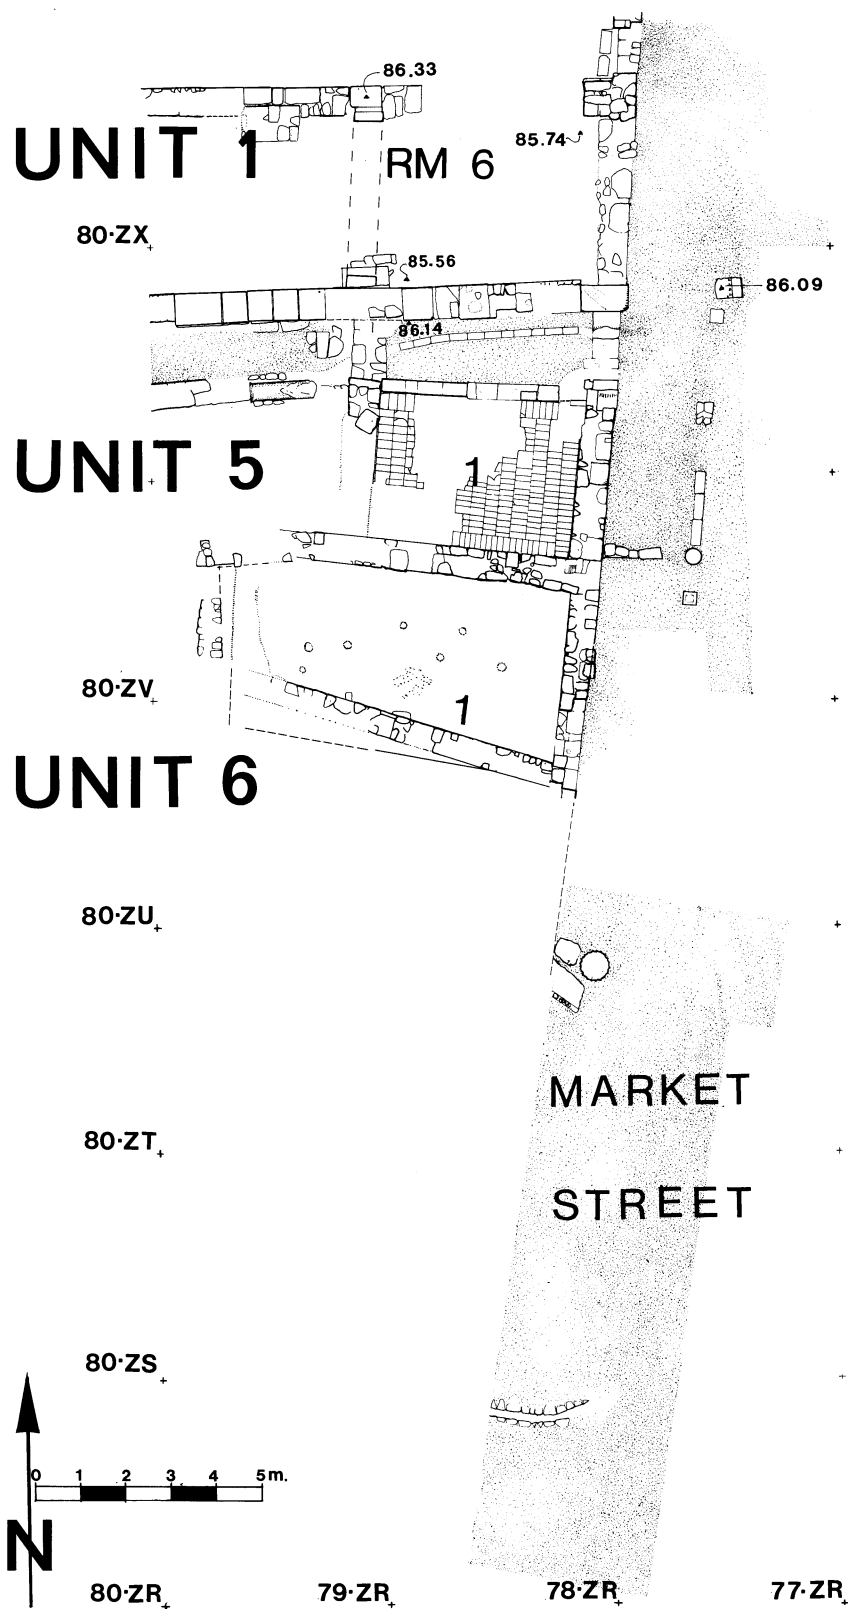 86.33
UNIT 1
RM 6
85.74
80·ZX
85.56
86.09
86.14
UNIT 5
1
80·ZV
1
UNIT 6
80·ZU
MARKET
80·ZT
STREET
80·ZS
0 1 2 3 4 5m.
N
80·ZR 79·ZR 78·ZR 77·ZR